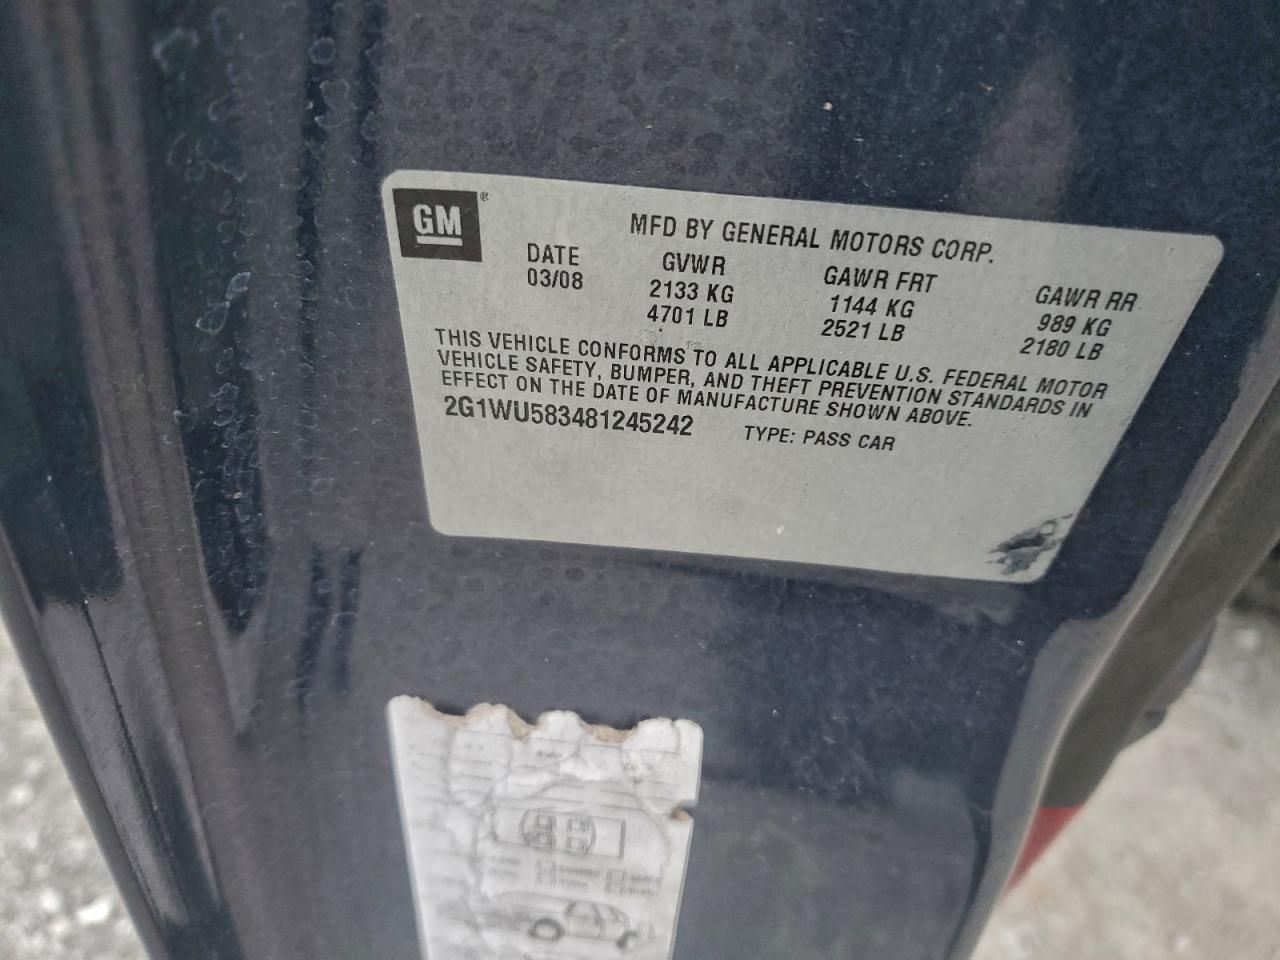 GM®
MFD BY GENERAL MOTORS CORP.
DATE GVWR GAWR FRT GAWR RR
03/08 2133 KG 1144 KG 989 KG
4701 LB 2521 LB 2180 LB
THIS VEHICLE CONFORMS TO ALL APPLICABLE U.S. FEDERAL MOTOR
VEHICLE SAFETY, BUMPER, AND THEFT PREVENTION STANDARDS IN
EFFECT ON THE DATE OF MANUFACTURE SHOWN ABOVE.
2G1WU583481245242 TYPE: PASS CAR